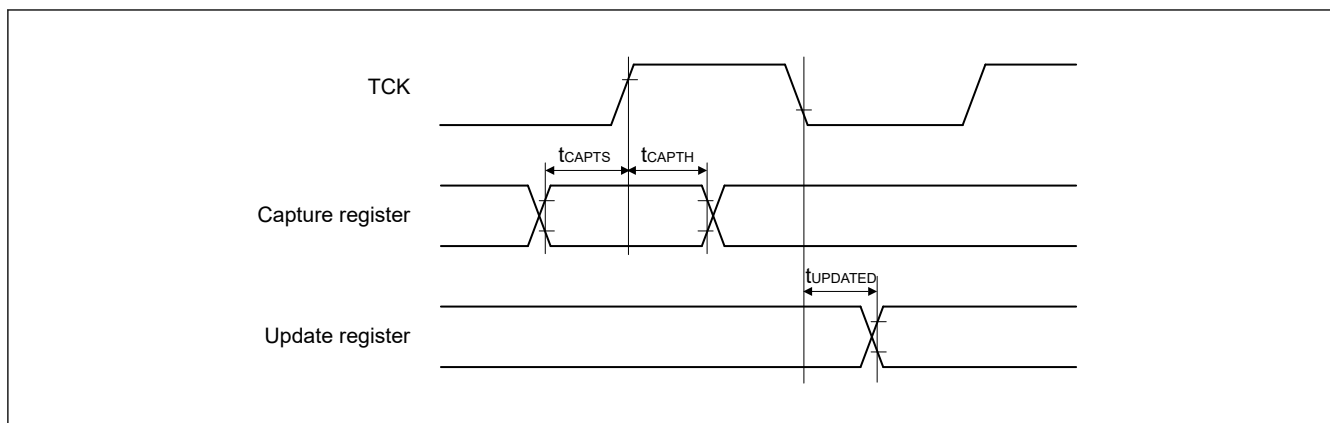 TCK
tCAPTS
tCAPTH
Capture register
tUPDATED
Update register